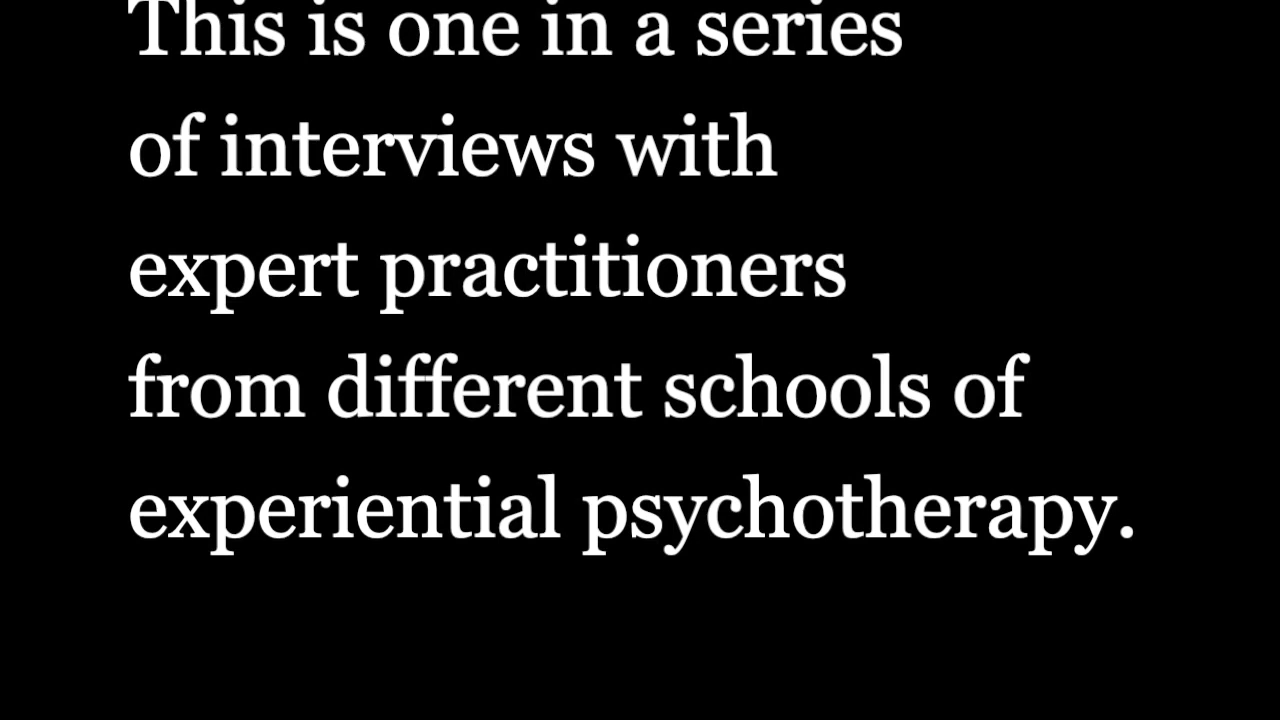 This is one in a series
of interviews with
expert practitioners
from different schools of
experiential psychotherapy.